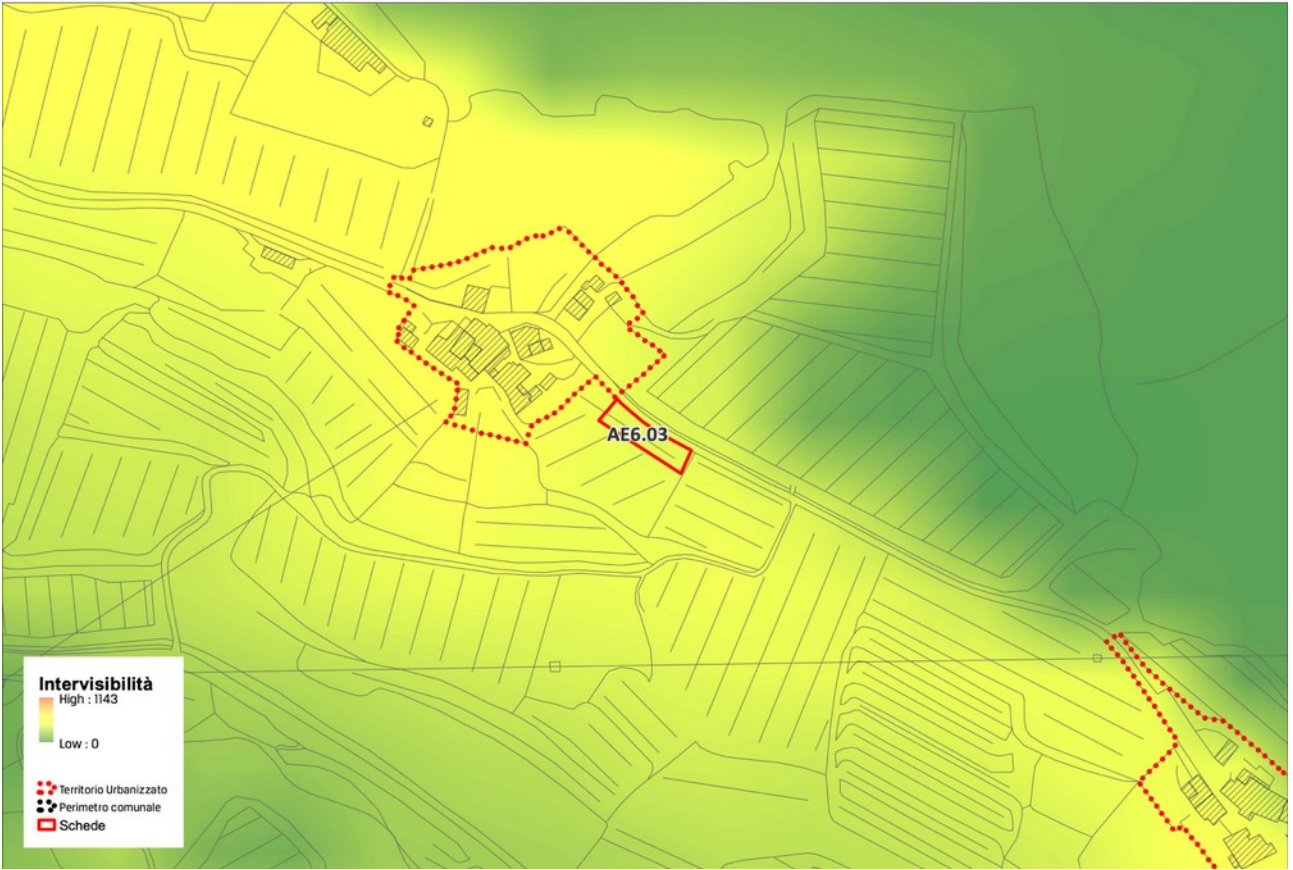 AE6.03
Intervisibilità
High : 1143
Low : 0
Territorio Urbanizzato
Perimetro comunale
Schede